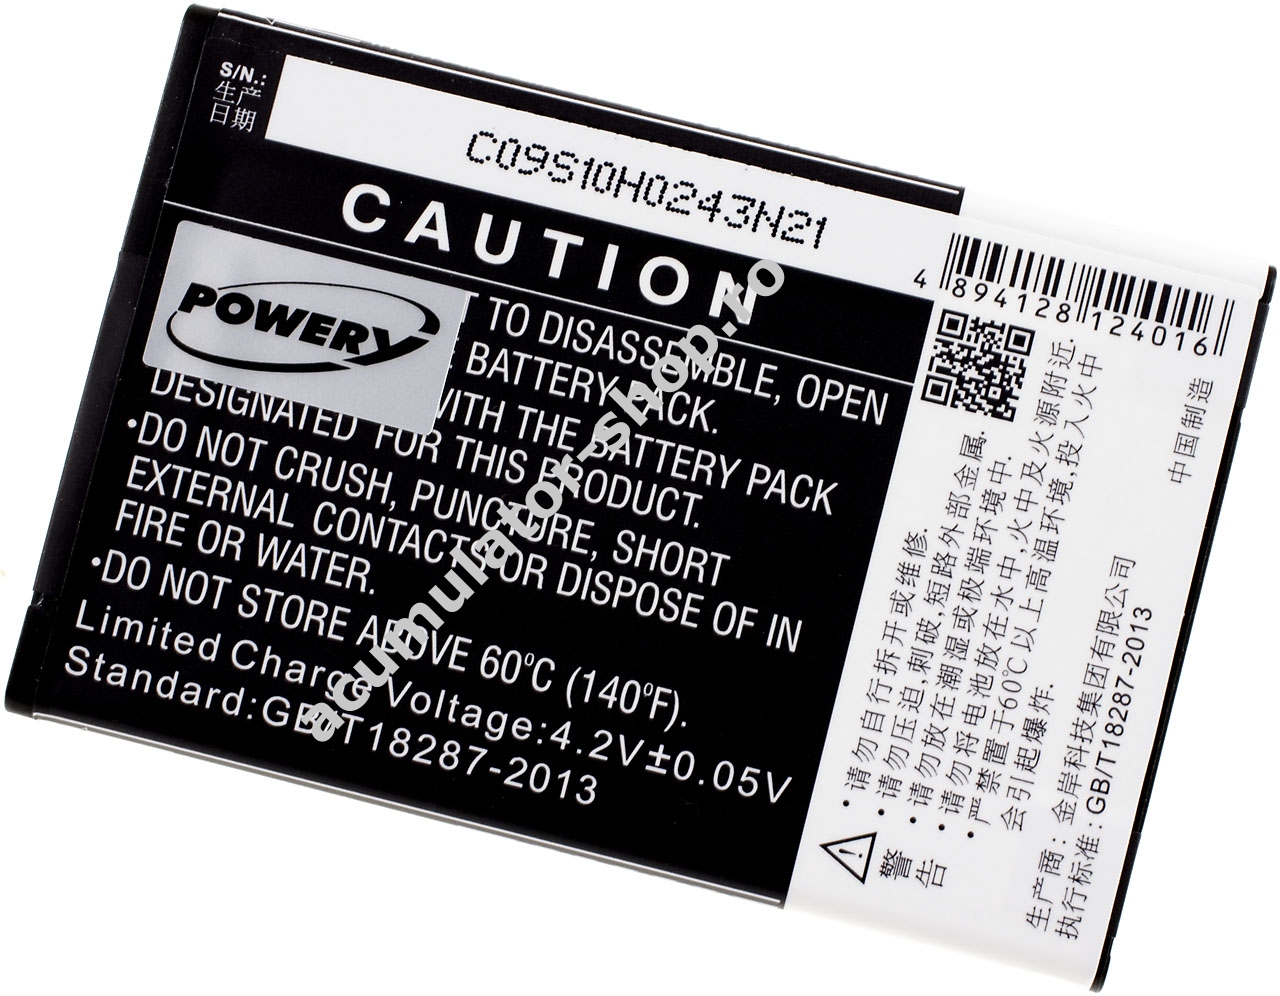 S/N.:
生产
日期
C09S10H0243N21
CAUTION
POWERY
TO DISASSEMBLE, OPEN
BATTERY PACK.
WITH THE BATTERY PACK
DESIGNATED FOR THIS PRODUCT.
•DO NOT CRUSH, PUNCTURE, SHORT
EXTERNAL CONTACT OR DISPOSE OF IN
FIRE OR WATER.
•DO NOT STORE ABOVE 60°C (140°F).
Limited Charge Voltage:4.2V±0.05V
Standard:GB/T18287-2013
acumulator-shop.ro
4 894128 124016
警告
•请勿自行拆开或维修.
•请勿压迫,刺破,短路外部金属.
•请勿放在潮湿或极端环境中.
•请勿将电池放在水中,火中及火源附近.
•严禁置于60℃以上高温环境,投入火中
会引起爆炸.
中国制造
生产商:金岸科技集团有限公司
执行标准:GB/T18287-2013